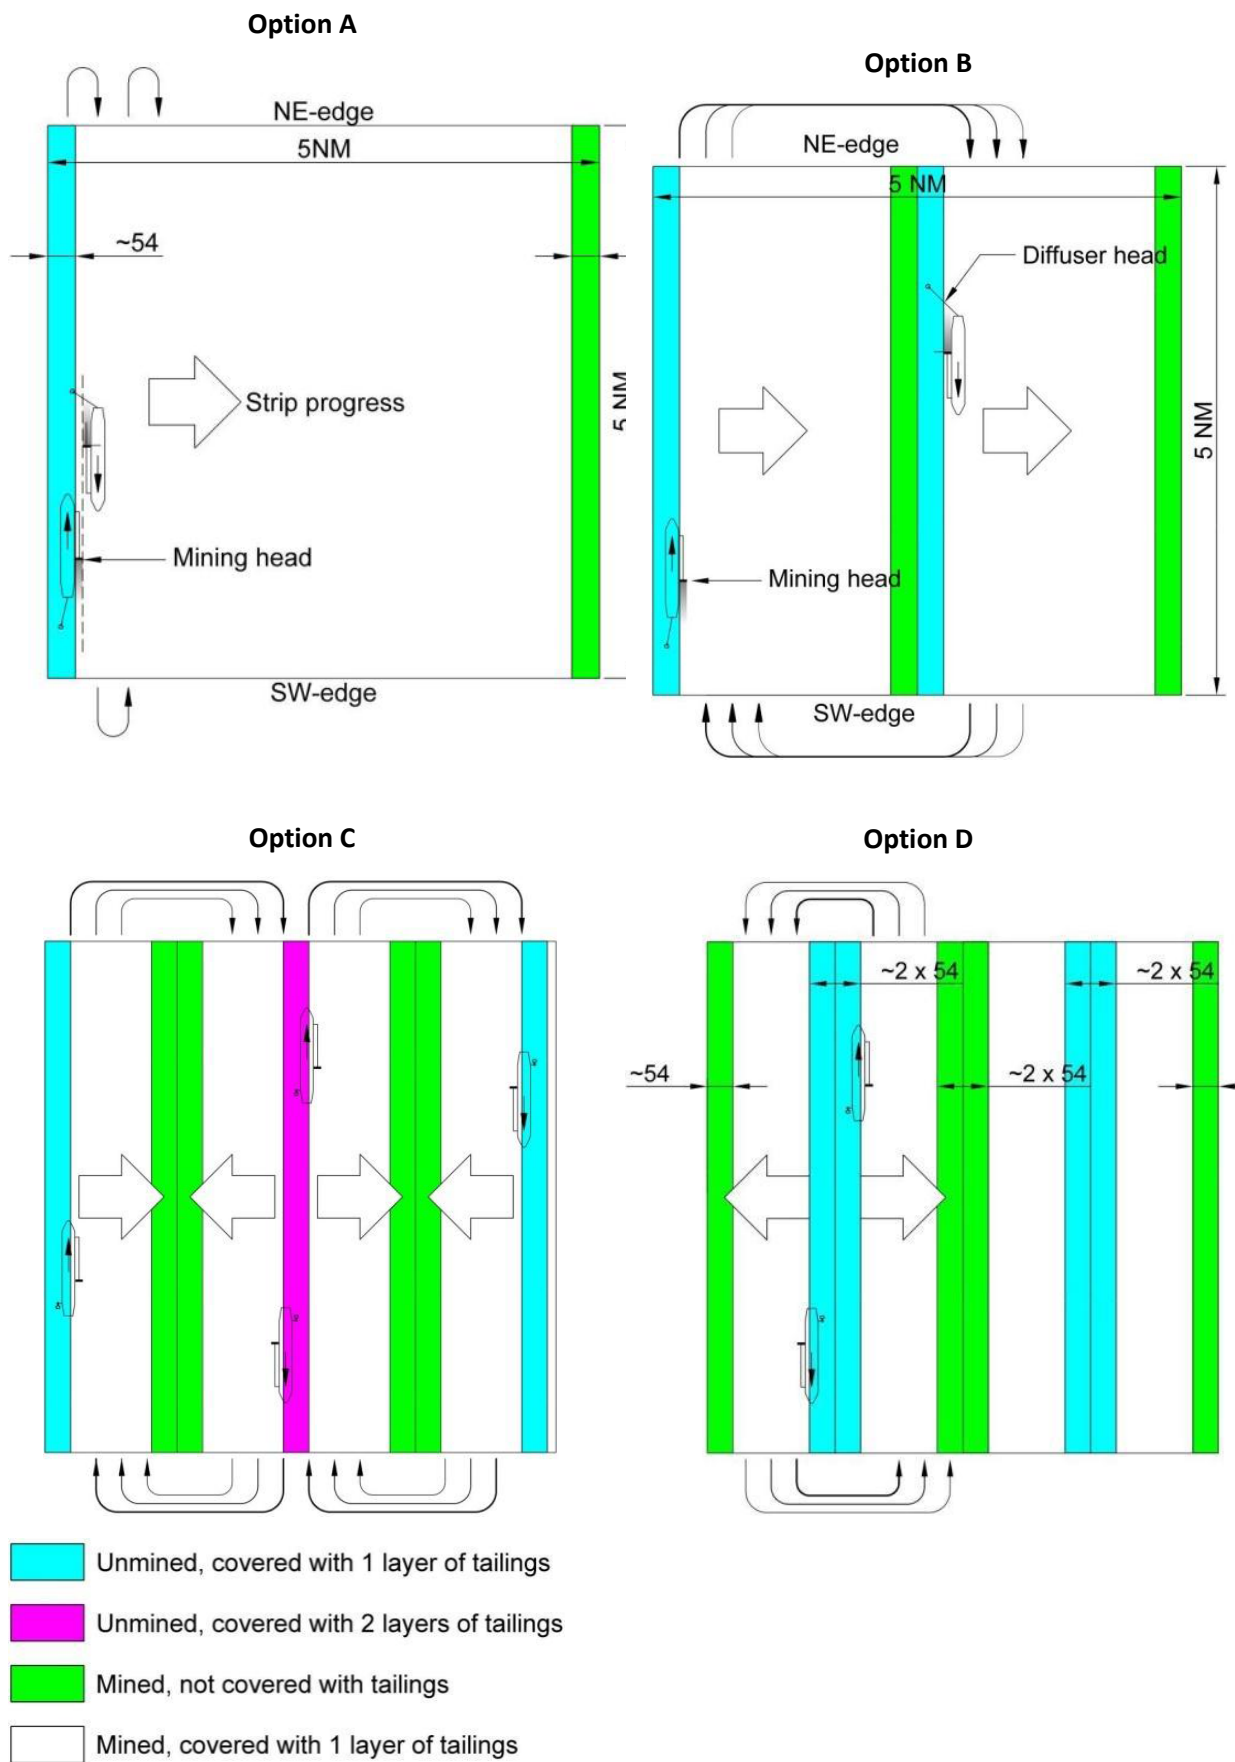 Option A
NE-edge
5NM
~54
Strip progress
5 NM
Mining head
SW-edge
Option B
NE-edge
5 NM
Diffuser head
5 NM
Mining head
SW-edge
Option C
Option D
~2 x 54
~2 x 54
~54
~2 x 54
Unmined, covered with 1 layer of tailings
Unmined, covered with 2 layers of tailings
Mined, not covered with tailings
Mined, covered with 1 layer of tailings